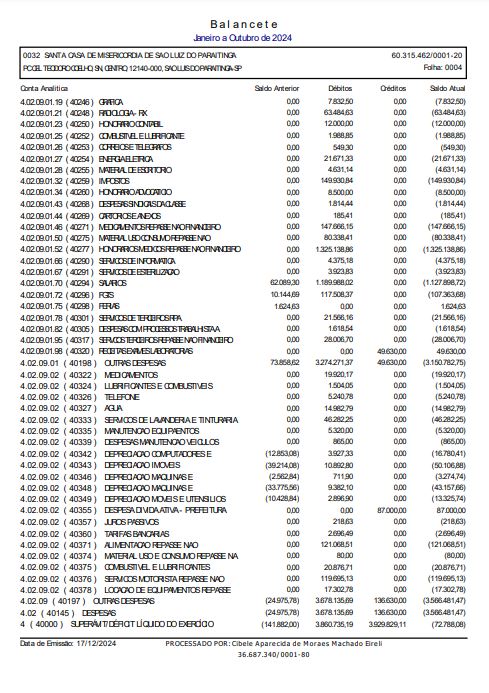 Balancete
Janeiro a Outubro de 2024
0032 SANTA CASA DE MISERICORDIA DE SAO LUIZ DO PARAITINGA 60.315.462/0001-20
PC CEL TEODORO COELHO, SN, CENTRO, 12140-000, SAO LUIS DO PARAITINGA-SP Folha: 0004
Conta Analitica Saldo Anterior Débitos Créditos Saldo Atual
4.02.09.01.19 ( 40246 ) GRAFICA 0,00 7.832,50 0,00 (7.832,50)
4.02.09.01.21 ( 40248 ) RADIOLOGIA - RX 0,00 63.484,63 0,00 (63.484,63)
4.02.09.01.23 ( 40250 ) HONORARIO CONTABIL 0,00 12.000,00 0,00 (12.000,00)
4.02.09.01.25 ( 40252 ) COMBUSTIVEL E LUBRIFICANTE 0,00 1.988,85 0,00 (1.988,85)
4.02.09.01.26 ( 40253 ) CORREIOS E TELEGRAFOS 0,00 549,30 0,00 (549,30)
4.02.09.01.27 ( 40254 ) ENERGIA ELETRICA 0,00 21.671,33 0,00 (21.671,33)
4.02.09.01.28 ( 40255 ) MATERIAL DE ESCRITORIO 0,00 4.631,14 0,00 (4.631,14)
4.02.09.01.32 ( 40259 ) IMPOSTOS 0,00 149.930,84 0,00 (149.930,84)
4.02.09.01.34 ( 40260 ) HONORARIO ADVOCATICIO 0,00 8.500,00 0,00 (8.500,00)
4.02.09.01.43 ( 40268 ) DESPESAS SINDICAIS DA CLASSE 0,00 1.814,44 0,00 (1.814,44)
4.02.09.01.44 ( 40269 ) CARTORIOS E ANEXOS 0,00 185,41 0,00 (185,41)
4.02.09.01.46 ( 40271 ) MEDICAMENTOS REPASSE NAO FINANCEIRO 0,00 147.666,15 0,00 (147.666,15)
4.02.09.01.50 ( 40275 ) MATERIAL USO CONSUMO REPASSE NAO 0,00 80.338,41 0,00 (80.338,41)
4.02.09.01.52 ( 40277 ) HONORARIOS MEDICOS REPASSE NAO FINANCEIRO 0,00 1.325.138,86 0,00 (1.325.138,86)
4.02.09.01.66 ( 40290 ) SERVICOS DE INFORMATICA 0,00 4.375,18 0,00 (4.375,18)
4.02.09.01.67 ( 40291 ) SERVICOS DE ESTERILIZACAO 0,00 3.923,83 0,00 (3.923,83)
4.02.09.01.70 ( 40294 ) SALARIOS 62.089,30 1.189.988,02 0,00 (1.127.898,72)
4.02.09.01.72 ( 40296 ) FGTS 10.144,69 117.508,37 0,00 (107.363,68)
4.02.09.01.75 ( 40298 ) FERIAS 1.624,63 0,00 0,00 1.624,63
4.02.09.01.78 ( 40301 ) SERVICOS DE TERCEIROS RPA 0,00 21.566,16 0,00 (21.566,16)
4.02.09.01.82 ( 40305 ) DESPESAS COM PROCESSOS TRABALHISTA A 0,00 1.618,54 0,00 (1.618,54)
4.02.09.01.95 ( 40317 ) SERVICOS TERCEIROS REPASSE NAO FINANCEIRO 0,00 28.006,70 0,00 (28.006,70)
4.02.09.01.98 ( 40320 ) RECEITAS EXAMES LABORATORIAS 0,00 0,00 49.630,00 49.630,00
4.02.09.01 ( 40198 ) OUTRAS DESPESAS 73.858,62 3.274.271,37 49.630,00 (3.150.782,75)
4.02.09.02 ( 40322 ) MEDICAMENTOS 0,00 19.920,17 0,00 (19.920,17)
4.02.09.02 ( 40324 ) LUBRIFICANTES E COMBUSTIVEIS 0,00 1.504,05 0,00 (1.504,05)
4.02.09.02 ( 40326 ) TELEFONE 0,00 5.240,78 0,00 (5.240,78)
4.02.09.02 ( 40327 ) AGUA 0,00 14.982,79 0,00 (14.982,79)
4.02.09.02 ( 40333 ) SERVICOS DE LAVANDERIA E TINTURARIA 0,00 46.282,25 0,00 (46.282,25)
4.02.09.02 ( 40335 ) MANUTENCAO EQUIPAENTOS 0,00 5.320,00 0,00 (5.320,00)
4.02.09.02 ( 40339 ) DESPESAS MANUTENCAO VEICULOS 0,00 865,00 0,00 (865,00)
4.02.09.02 ( 40342 ) DEPRECIACAO COMPUTADORES E (12.853,08) 3.927,33 0,00 (16.780,41)
4.02.09.02 ( 40343 ) DEPRECIACAO IMOVEIS (39.214,08) 10.892,80 0,00 (50.106,88)
4.02.09.02 ( 40346 ) DEPRECIACAO MAQUINAS E (2.562,84) 711,90 0,00 (3.274,74)
4.02.09.02 ( 40348 ) DEPRECIACAO MAQUINAS E (33.775,56) 9.382,10 0,00 (43.157,66)
4.02.09.02 ( 40349 ) DEPRECIACAO MOVEIS E UTENSILIOS (10.428,84) 2.896,90 0,00 (13.325,74)
4.02.09.02 ( 40355 ) DESPESA DIVIDA ATIVA - PREFEITURA 0,00 0,00 87.000,00 87.000,00
4.02.09.02 ( 40357 ) JUROS PASSIVOS 0,00 218,63 0,00 (218,63)
4.02.09.02 ( 40360 ) TARIFAS BANCARIAS 0,00 2.696,49 0,00 (2.696,49)
4.02.09.02 ( 40371 ) ALIMENTACAO REPASSE NAO 0,00 121.068,51 0,00 (121.068,51)
4.02.09.02 ( 40374 ) MATERIAL USO E CONSUMO REPASSE NA 0,00 80,00 0,00 (80,00)
4.02.09.02 ( 40375 ) COMBUSTIVEL E LUBRIFICANTES 0,00 20.876,71 0,00 (20.876,71)
4.02.09.02 ( 40376 ) SERVICOS MOTORISTA REPASSE NAO 0,00 119.695,13 0,00 (119.695,13)
4.02.09.02 ( 40378 ) LOCACAO DE EQUIPAMENTOS REPASSE 0,00 17.302,78 0,00 (17.302,78)
4.02.09 ( 40197 ) OUTRAS DESPESAS (24.975,78) 3.678.135,69 136.630,00 (3.566.481,47)
4.02 ( 40145 ) DESPESAS (24.975,78) 3.678.135,69 136.630,00 (3.566.481,47)
4 ( 40000 ) SUPERÁVIT/DÉFICIT LÍQUIDO DO EXERCÍCIO (141.882,00) 3.860.735,19 3.929.829,11 (72.788,08)
Data de Emissão: 17/12/2024 PROCESSADO POR: Cibele Aparecida de Moraes Machado Eireli
36.687.340/0001-80